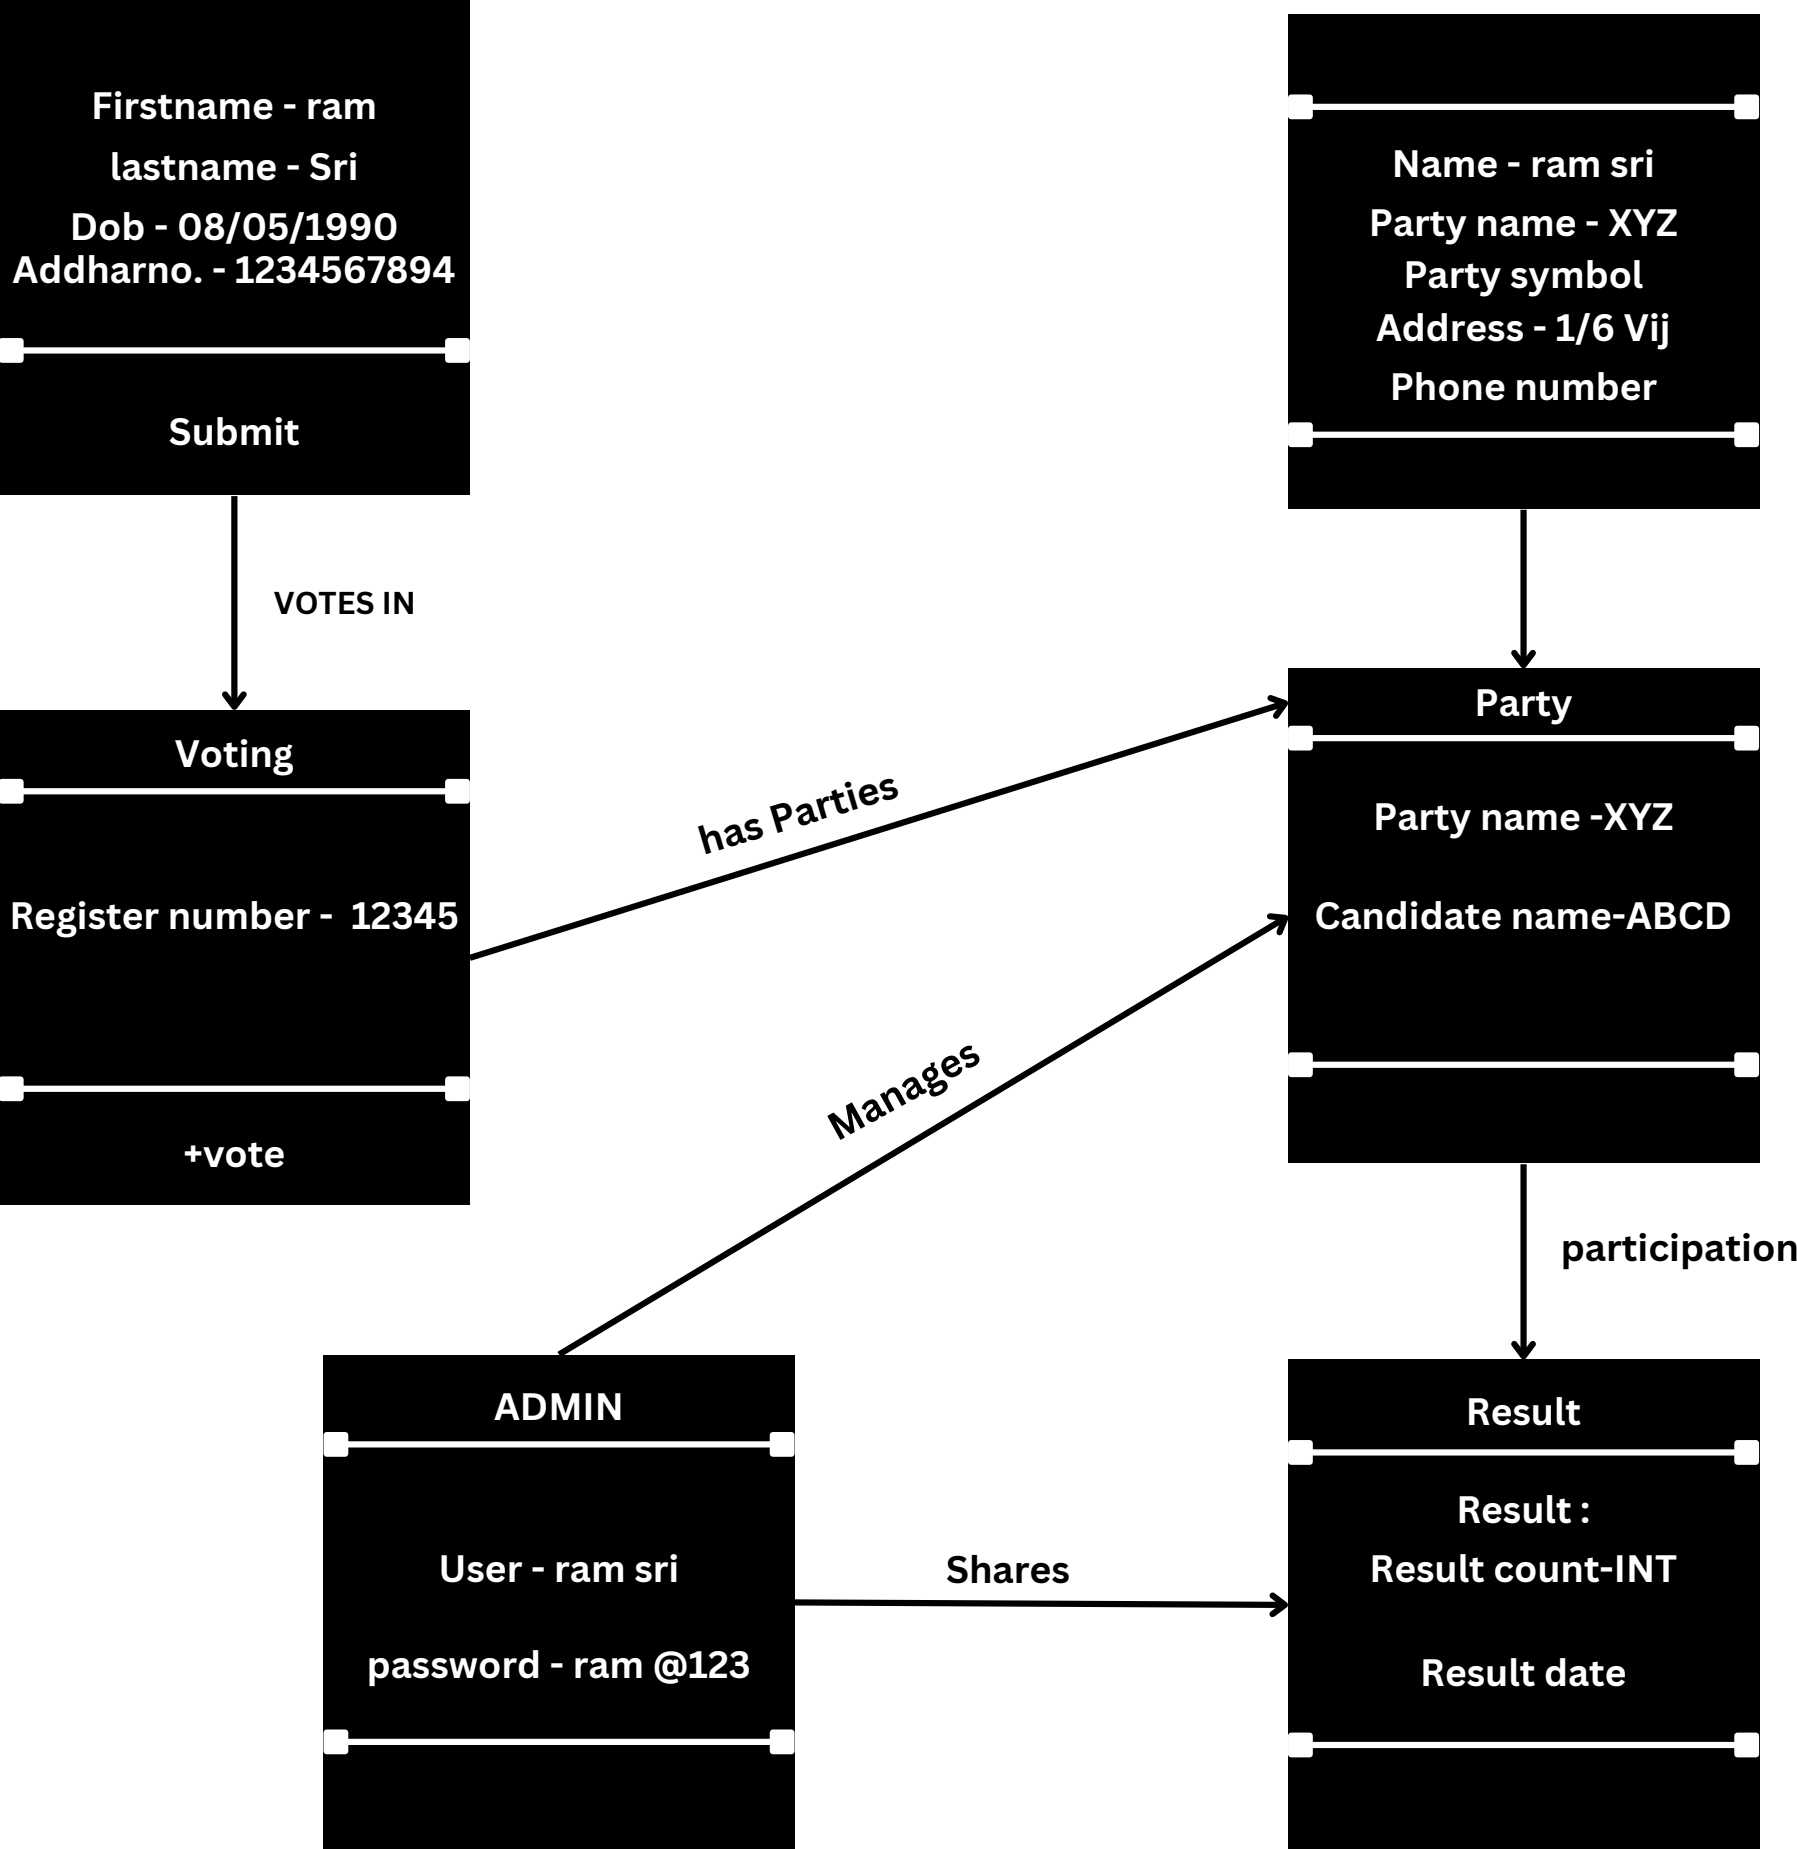 Firstname - ram
lastname - Sri
Dob - 08/05/1990
Addharno. - 1234567894
Submit
VOTES IN
Voting
Register number -  12345
+vote
Name - ram sri
Party name - XYZ
Party symbol
Address - 1/6 Vij
Phone number
has Parties
Party
Party name -XYZ
Candidate name-ABCD
Manages
participation
ADMIN
User - ram sri
password - ram @123
Shares
Result
Result :
Result count-INT
Result date